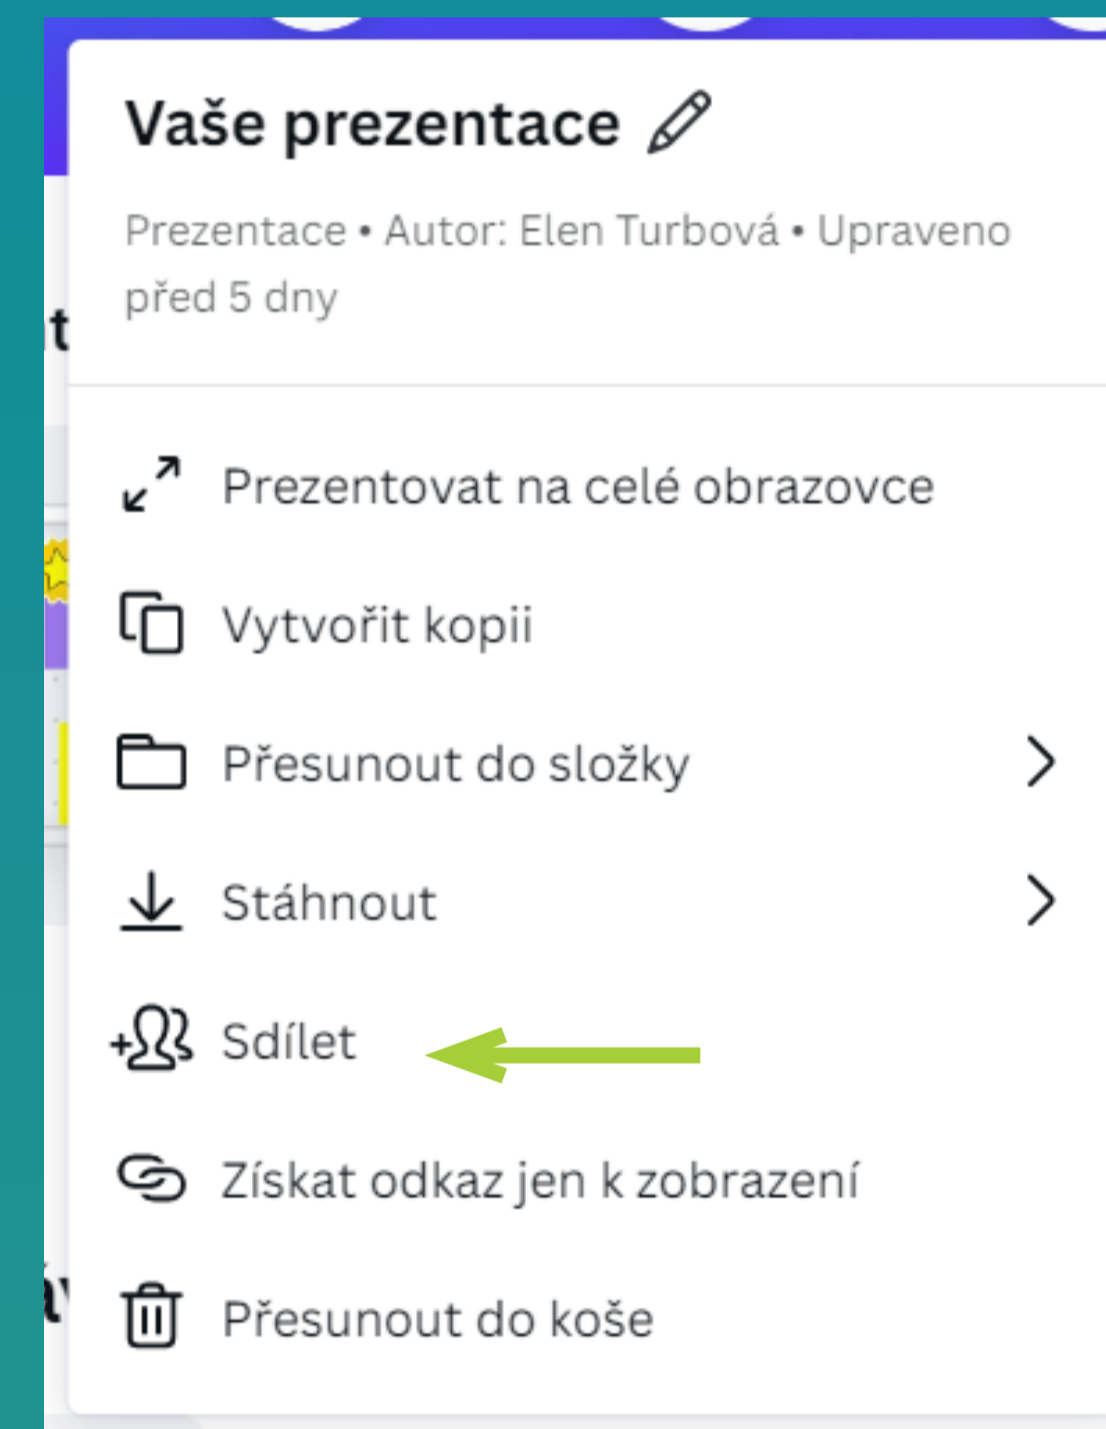 Vaše prezentace
Prezentace • Autor: Elen Turbová • Upraveno
před 5 dny
Prezentovat na celé obrazovce
Vytvořit kopii
Přesunout do složky
Stáhnout
Sdílet
Získat odkaz jen k zobrazení
Přesunout do koše